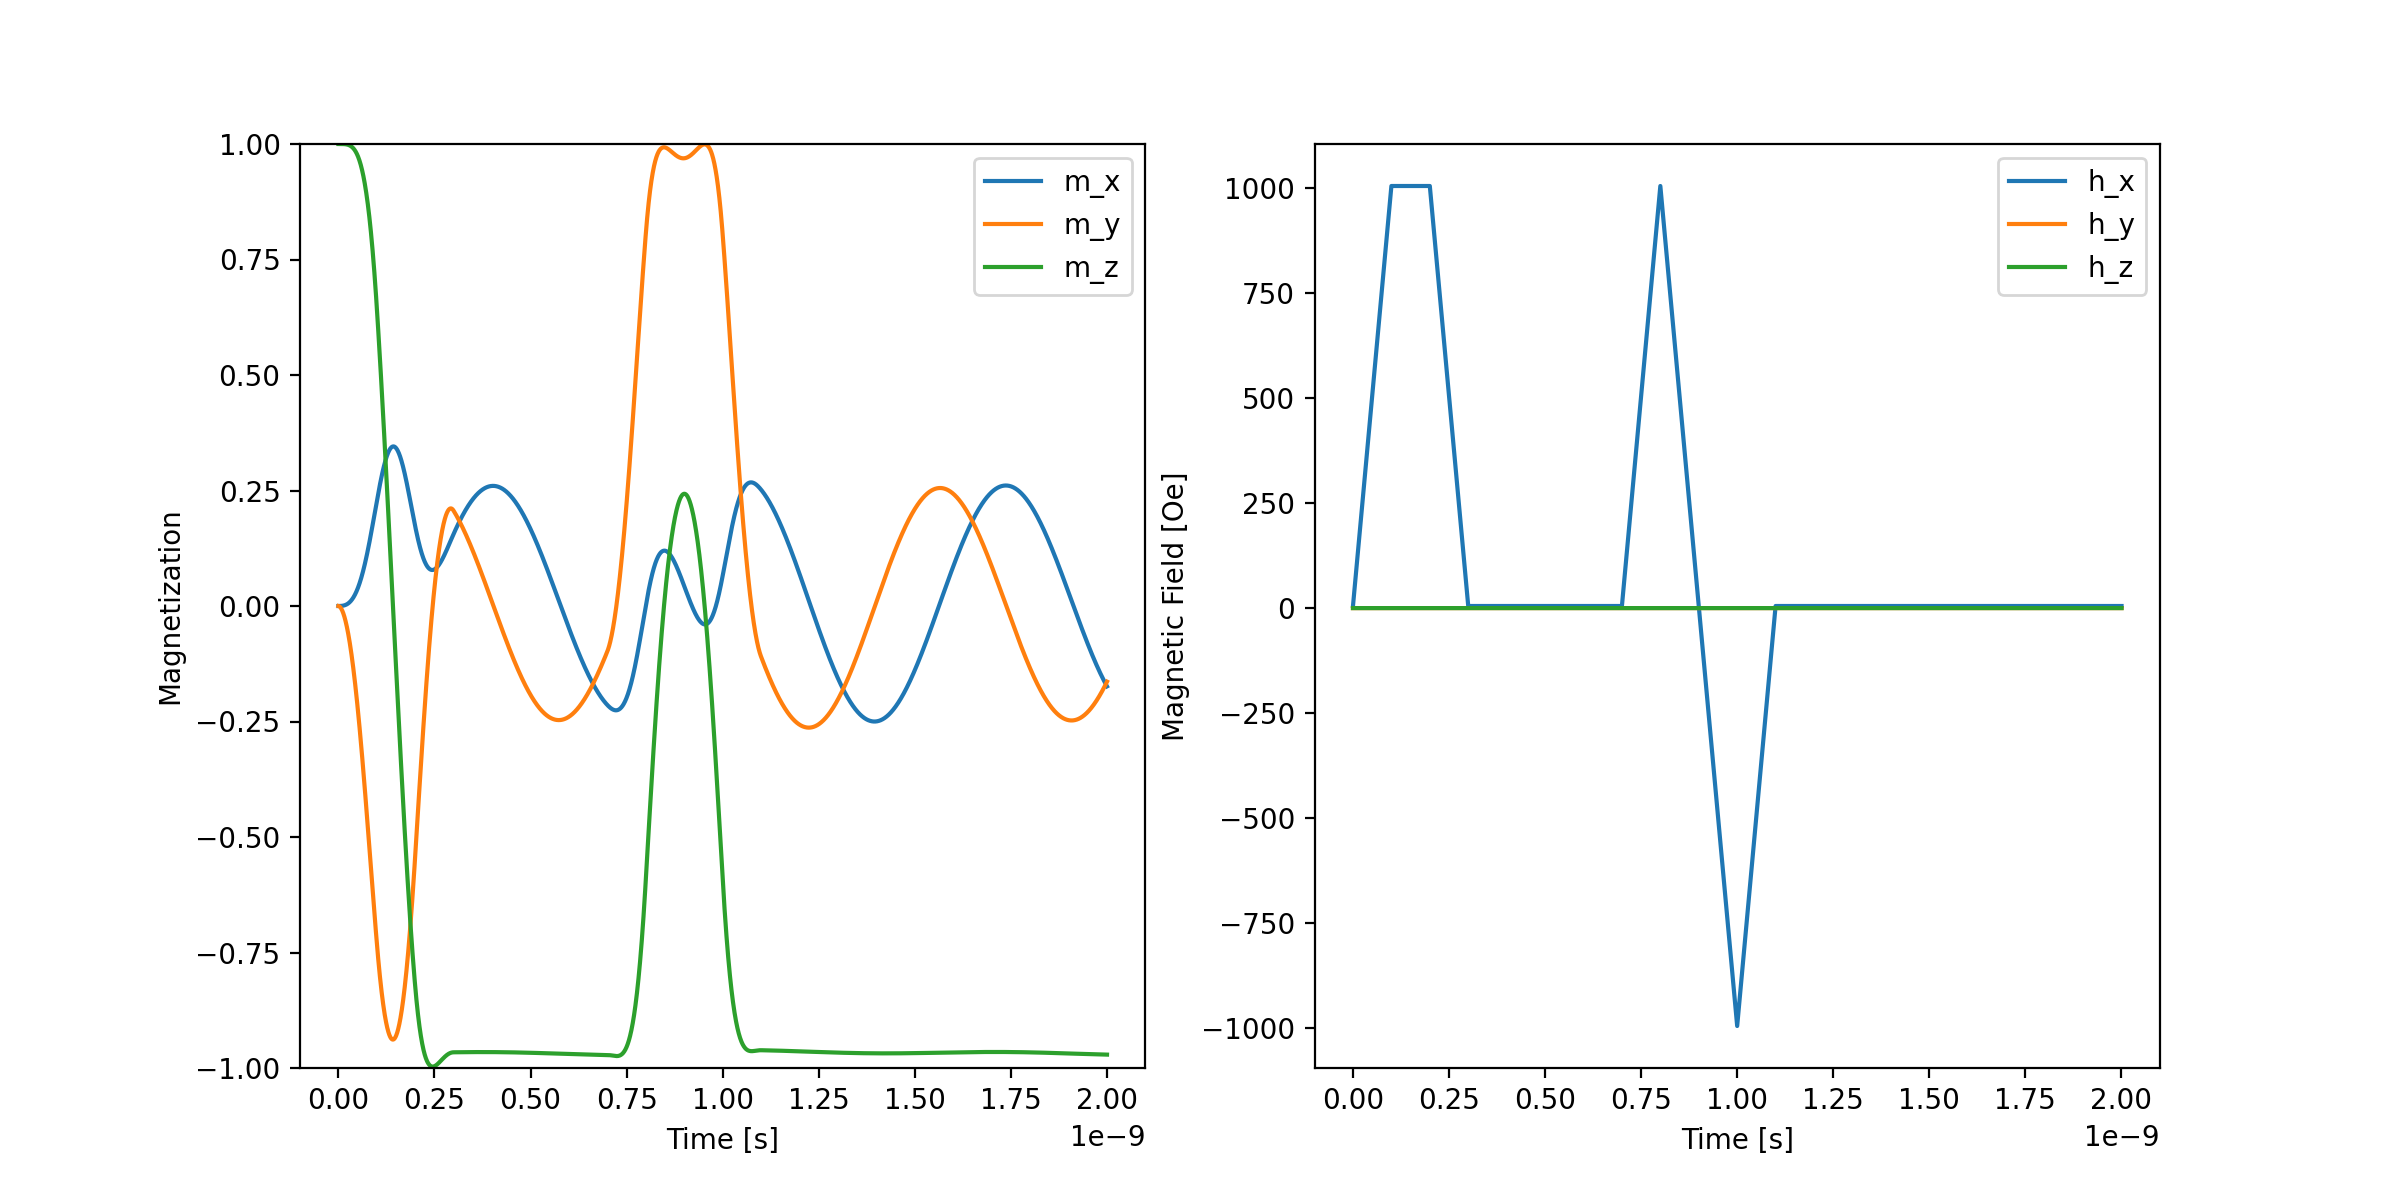 Magnetization
1.00
0.75
0.50
0.25
0.00
−0.25
−0.50
−0.75
−1.00
m_x
m_y
m_z
0.00 0.25 0.50 0.75 1.00 1.25 1.50 1.75 2.00
Time [s]
1e−9
Magnetic Field [Oe]
1000
750
500
250
0
−250
−500
−750
−1000
h_x
h_y
h_z
0.00 0.25 0.50 0.75 1.00 1.25 1.50 1.75 2.00
Time [s]
1e−9